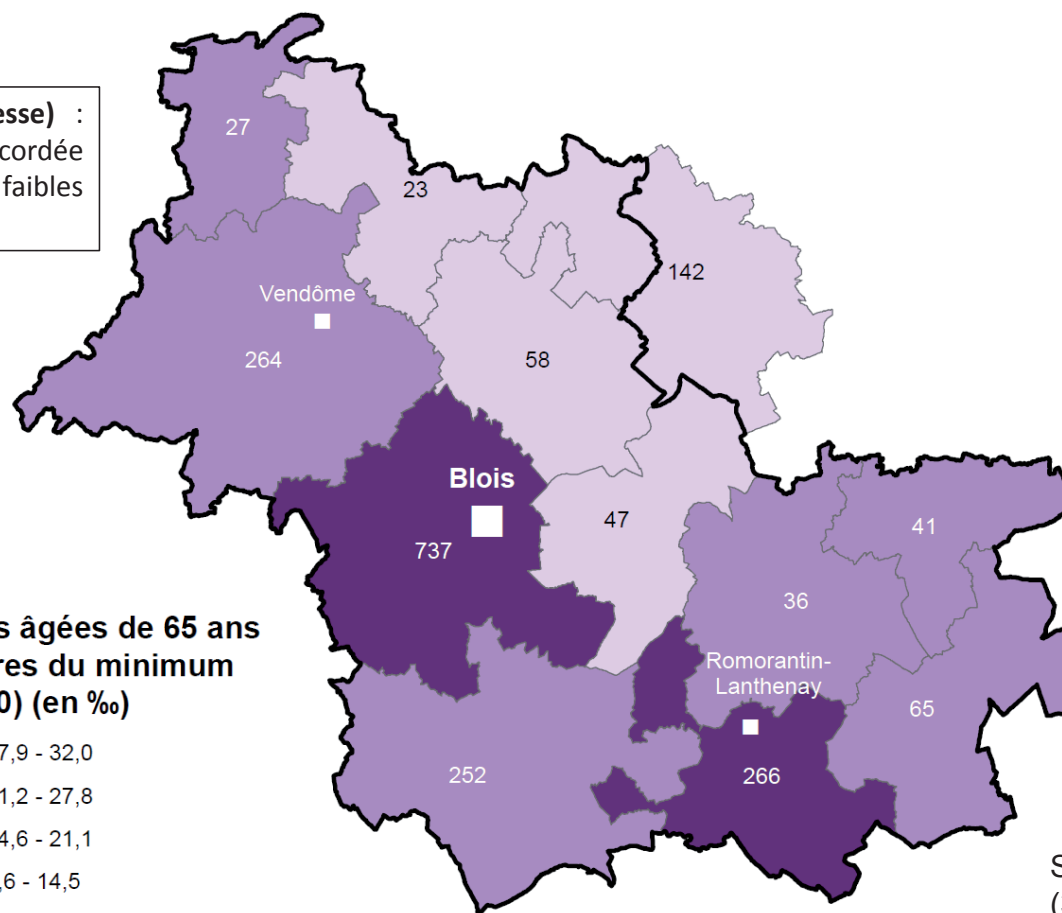 esse) :
cordée
faibles
27
23
142
Vendôme
264
58
Blois
737
47
41
36
Romorantin-
Lanthenay
65
252
266
s âgées de 65 ans
res du minimum
0) (en ‰)
7,9 - 32,0
1,2 - 27,8
4,6 - 21,1
,6 - 14,5
S
(